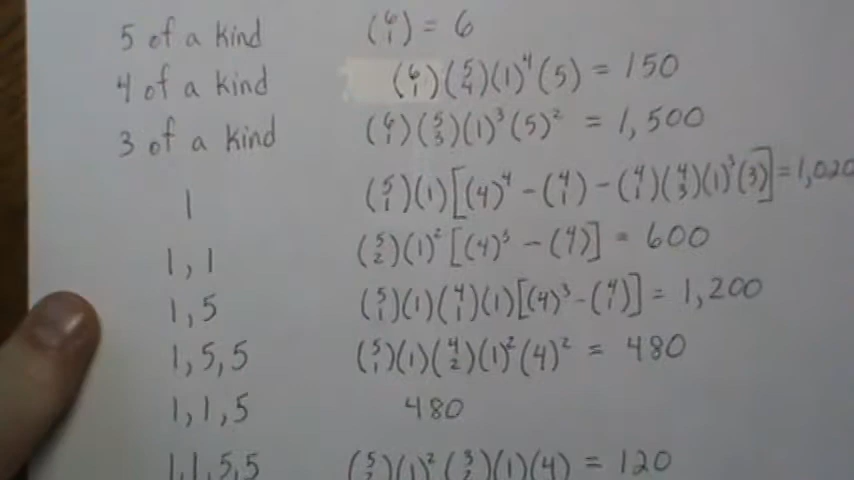 5 of a kind (6 1) = 6
4 of a kind (6 1)(5 4)(1)^4 (5) = 150
3 of a kind (6 1)(5 3)(1)^3 (5)^2 = 1,500
1 (5 1)(1)[(4)^4 - (4 1) - (4 1)(4 3)(1)^3(3)] = 1,020
1, 1 (5 2)(1)^2 [(4)^3 - (4 1)] = 600
1, 5 (5 1)(1)(4 1)(1)[(4)^3 - (4 1)] = 1,200
1, 5, 5 (5 1)(1)(4 2)(1)^2 (4)^2 = 480
1, 1, 5 480
1, 1, 5, 5 (5 2)(1)^2 (3 2)(1)(4) = 120